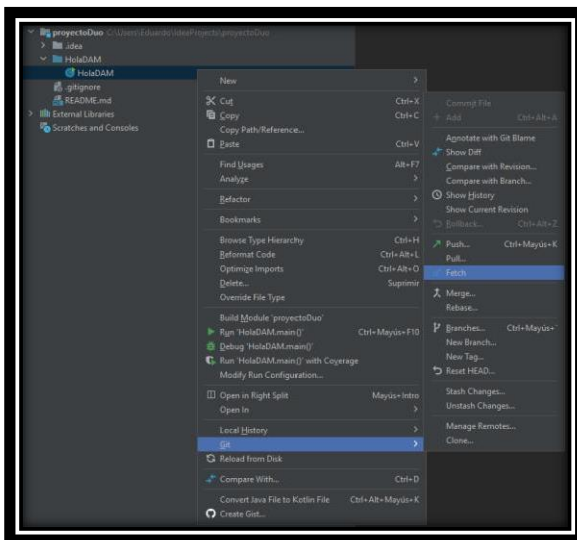 proyectoDuo C:\Users\Eduardo\IdeaProjects\proyectoDuo
.idea
HolaDAM
HolaDAM
.gitignore
README.md
External Libraries
Scratches and Consoles
New
Cut Ctrl+X
Copy Ctrl+C
Copy Path/Reference...
Paste Ctrl+V
Find Usages Alt+F7
Analyze
Refactor
Bookmarks
Browse Type Hierarchy Ctrl+H
Reformat Code Ctrl+Alt+L
Optimize Imports Ctrl+Alt+O
Delete... Suprimir
Override File Type
Build Module 'proyectoDuo'
Run 'HolaDAM.main()' Ctrl+Mayús+F10
Debug 'HolaDAM.main()'
Run 'HolaDAM.main()' with Coverage
Modify Run Configuration...
Open in Right Split Mayús+Intro
Open In
Local History
Git
Reload from Disk
Compare With... Ctrl+D
Convert Java File to Kotlin File Ctrl+Alt+Mayús+K
Create Gist...
Commit File
Add Ctrl+Alt+A
Annotate with Git Blame
Show Diff
Compare with Revision...
Compare with Branch...
Show History
Show Current Revision
Rollback... Ctrl+Alt+Z
Push... Ctrl+Mayús+K
Pull...
Fetch
Merge...
Rebase...
Branches... Ctrl+Mayús+`
New Branch...
New Tag...
Reset HEAD...
Stash Changes...
Unstash Changes...
Manage Remotes...
Clone...